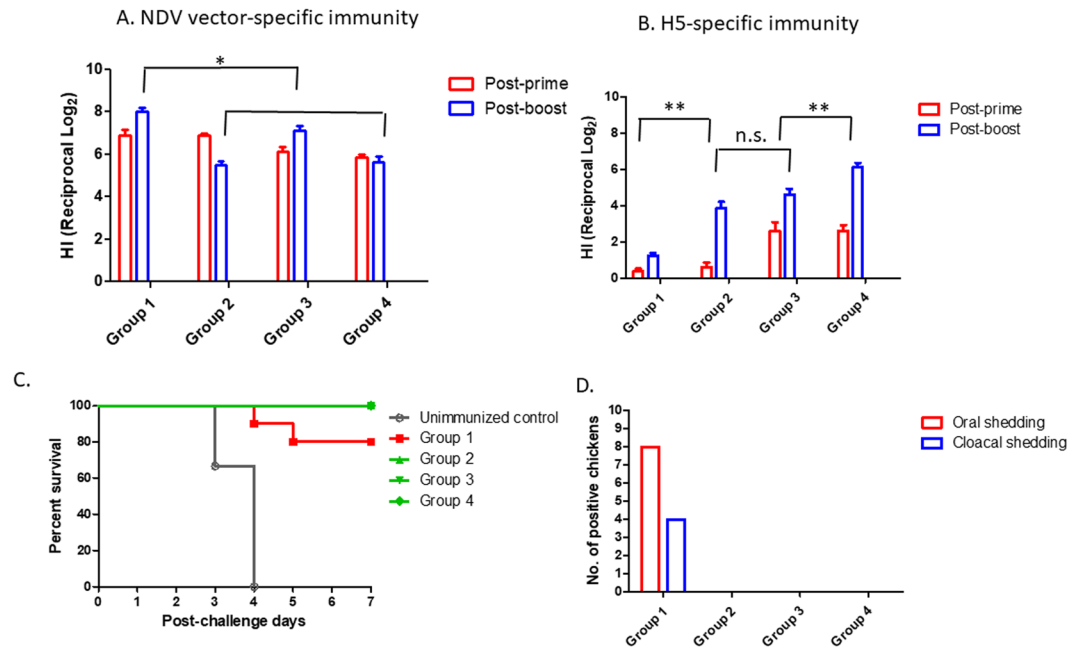 A. NDV vector-specific immunity
HI (Reciprocal Log2)
10
8
6
4
2
0
*
Post-prime
Post-boost
Group 1
Group 2
Group 3
Group 4
B. H5-specific immunity
HI (Reciprocal Log2)
10
8
6
4
2
0
**
n.s.
**
Post-prime
Post-boost
Group 1
Group 2
Group 3
Group 4
C.
Percent survival
100
80
60
40
20
0
0 1 2 3 4 5 6 7
Post-challenge days
Unimmunized control
Group 1
Group 2
Group 3
Group 4
D.
No. of positive chickens
10
9
8
7
6
5
4
3
2
1
0
Oral shedding
Cloacal shedding
Group 1
Group 2
Group 3
Group 4